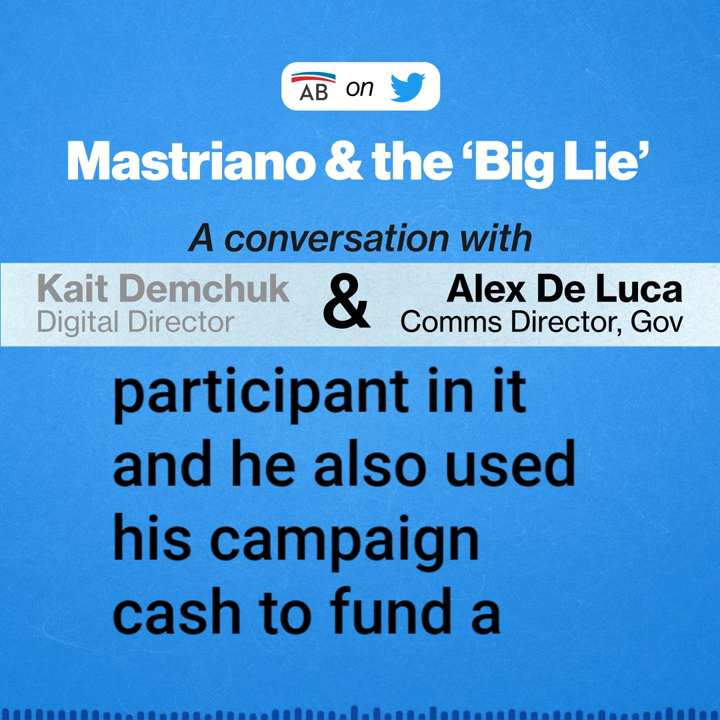 AB on
Mastriano & the ‘Big Lie’
A conversation with
Kait Demchuk & Alex De Luca
Digital Director Comms Director, Gov
participant in it
and he also used
his campaign
cash to fund a